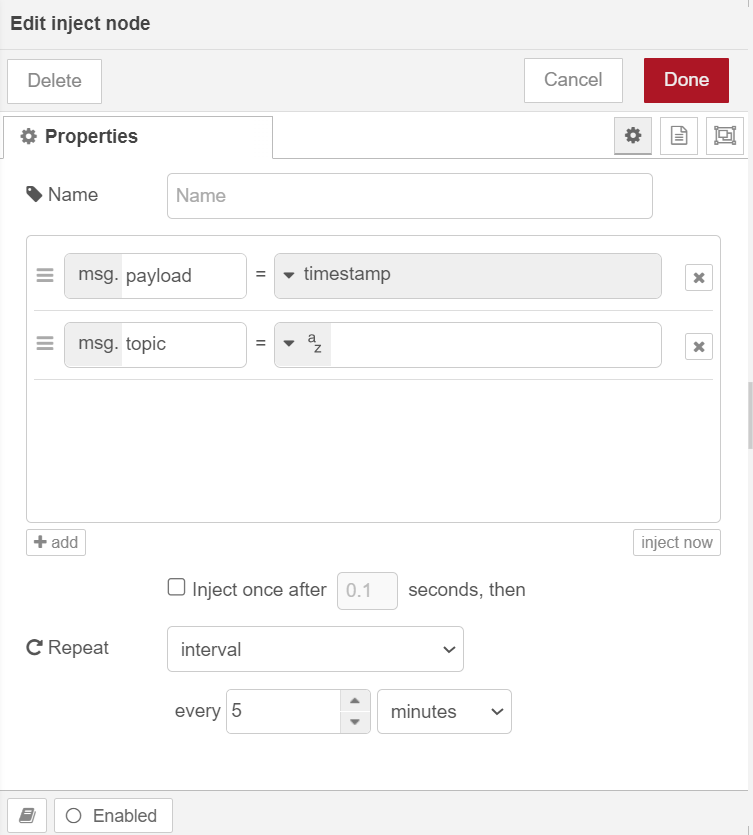 Edit inject node
Delete Cancel Done
Properties
Name Name
msg. payload = timestamp
msg. topic = az
add inject now
Inject once after 0.1 seconds, then
Repeat interval
every 5 minutes
Enabled